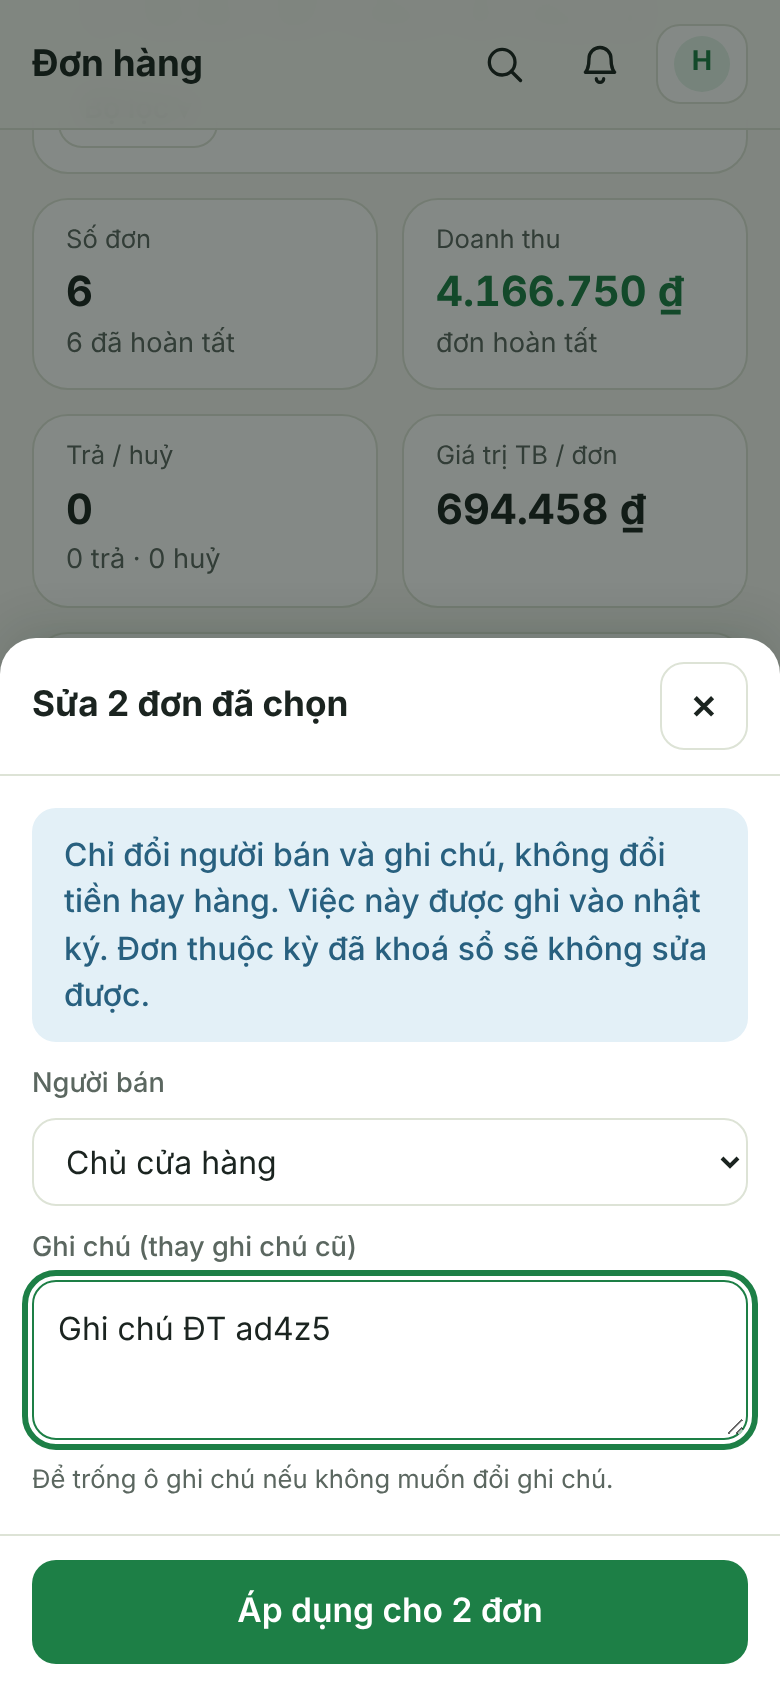 Đơn hàng
H
Số đơn
6
6 đã hoàn tất
Doanh thu
4.166.750 ₫
đơn hoàn tất
Trả / huỷ
0
0 trả · 0 huỷ
Giá trị TB / đơn
694.458 ₫
Sửa 2 đơn đã chọn
Chỉ đổi người bán và ghi chú, không đổi
tiền hay hàng. Việc này được ghi vào nhật
ký. Đơn thuộc kỳ đã khoá sổ sẽ không sửa
được.
Người bán
Chủ cửa hàng
Ghi chú (thay ghi chú cũ)
Ghi chú ĐT ad4z5
Để trống ô ghi chú nếu không muốn đổi ghi chú.
Áp dụng cho 2 đơn